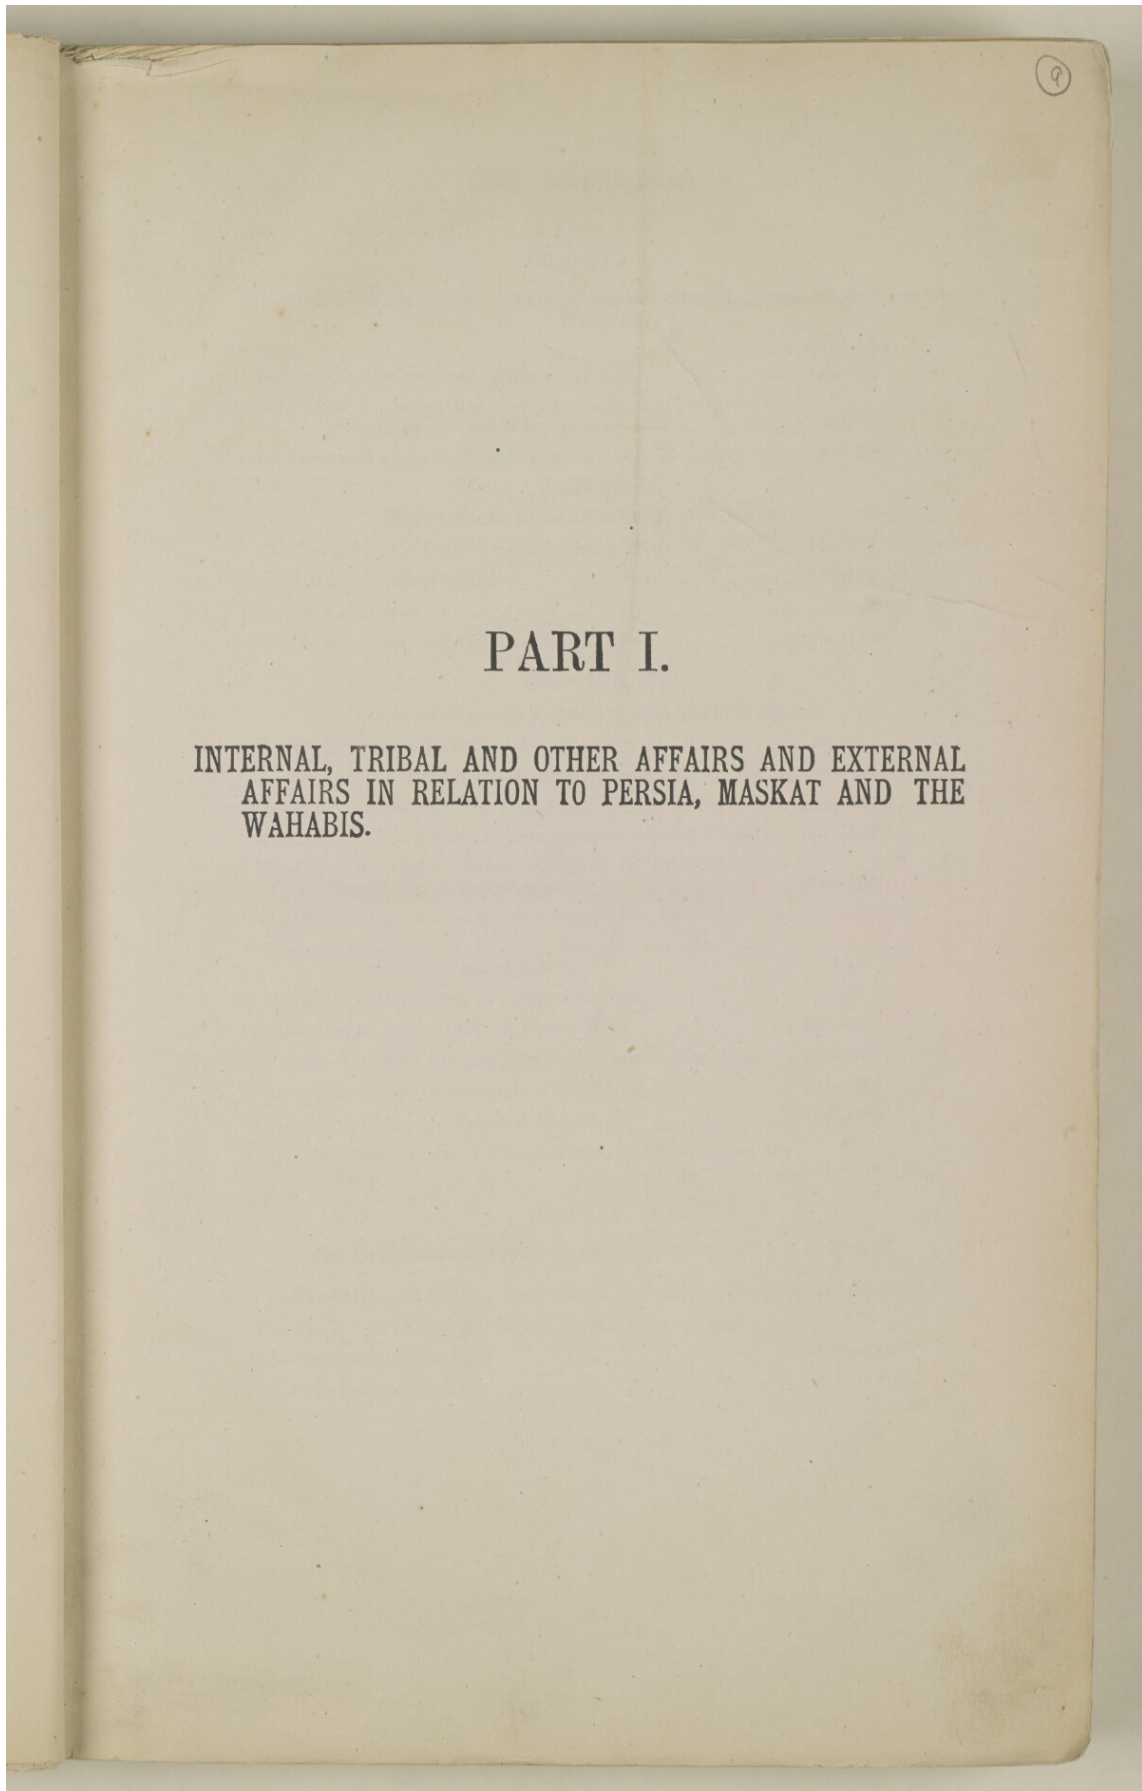 9
PART I.
INTERNAL, TRIBAL AND OTHER AFFAIRS AND EXTERNAL
AFFAIRS IN RELATION TO PERSIA, MASKAT AND THE
WAHABIS.